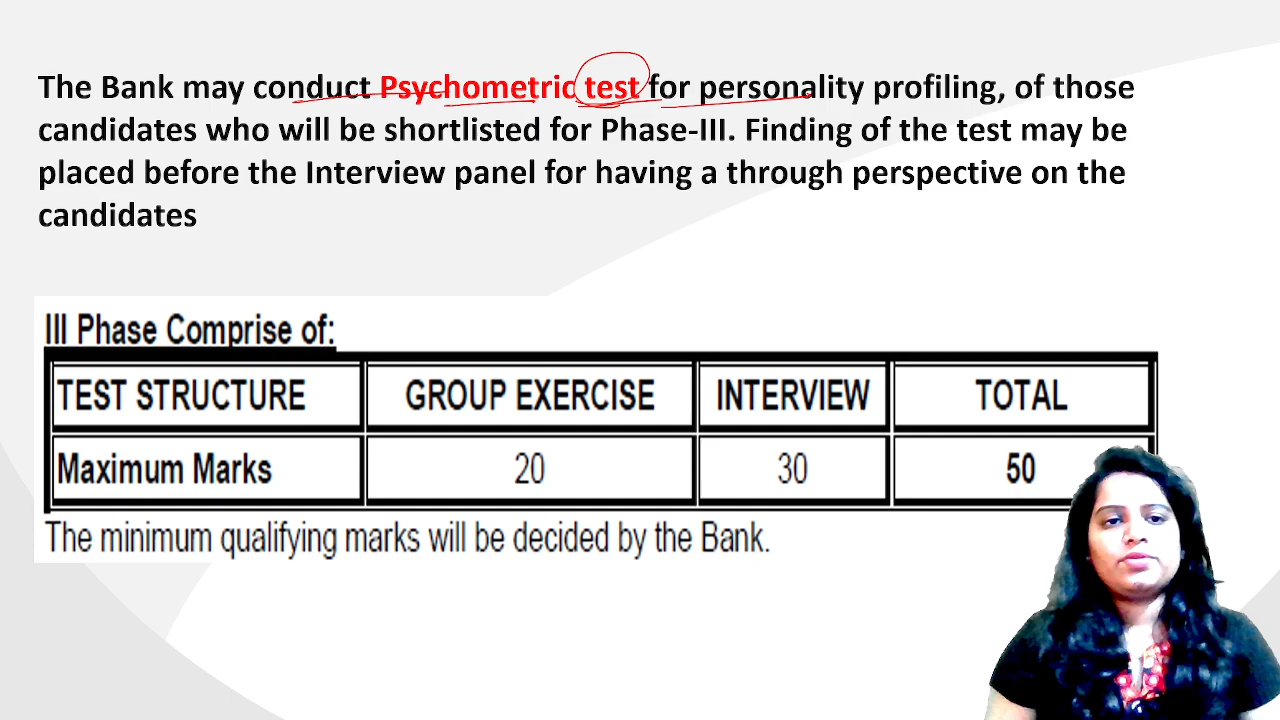 The Bank may conduct Psychometric test for personality profiling, of those
candidates who will be shortlisted for Phase-III. Finding of the test may be
placed before the Interview panel for having a through perspective on the
candidates
III Phase Comprise of:
TEST STRUCTURE GROUP EXERCISE INTERVIEW TOTAL
Maximum Marks 20 30 50
The minimum qualifying marks will be decided by the Bank.